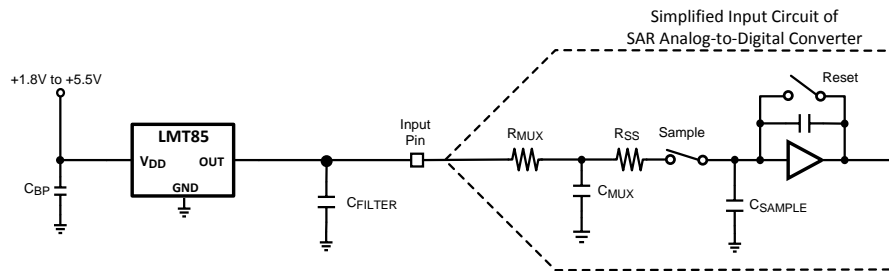 Simplified Input Circuit of
SAR Analog-to-Digital Converter
+1.8V to +5.5V
LMT85
VDD
OUT
GND
CBP
CFILTER
Input
Pin
RMUX
RSS
Sample
Reset
CMUX
CSAMPLE